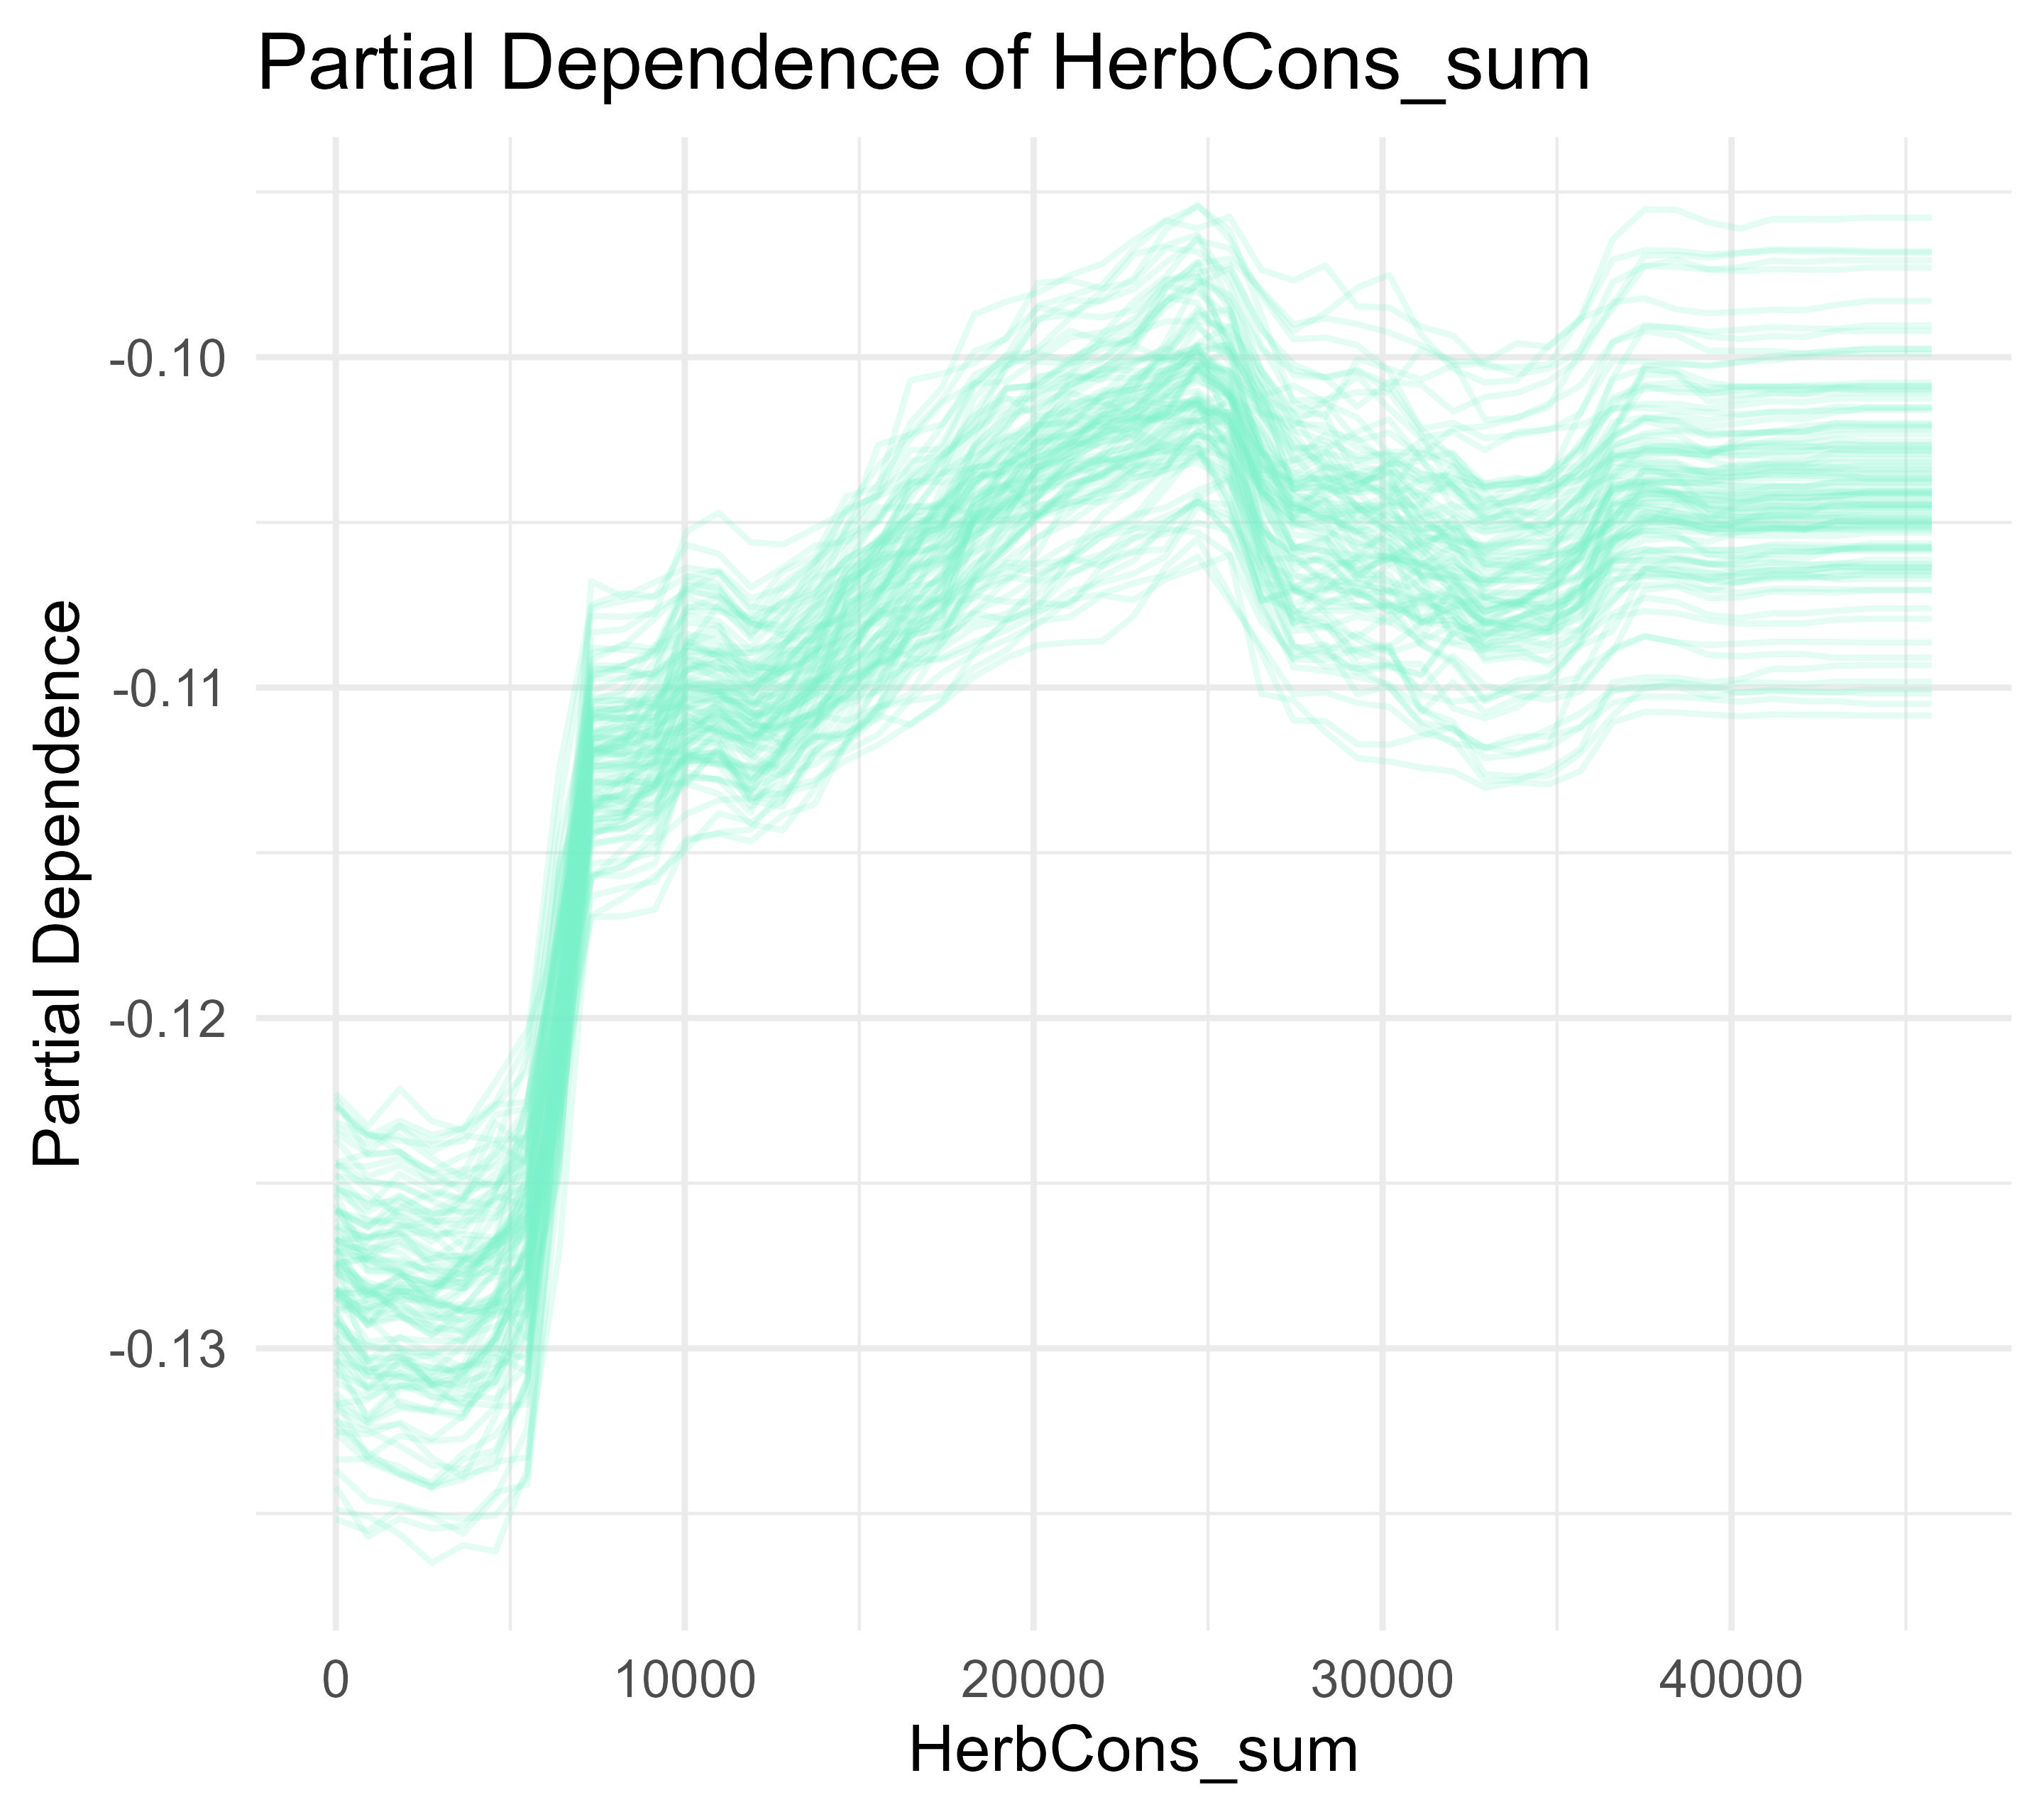 Partial Dependence of HerbCons_sum
Partial Dependence
-0.10
-0.11
-0.12
-0.13
0 10000 20000 30000 40000
HerbCons_sum